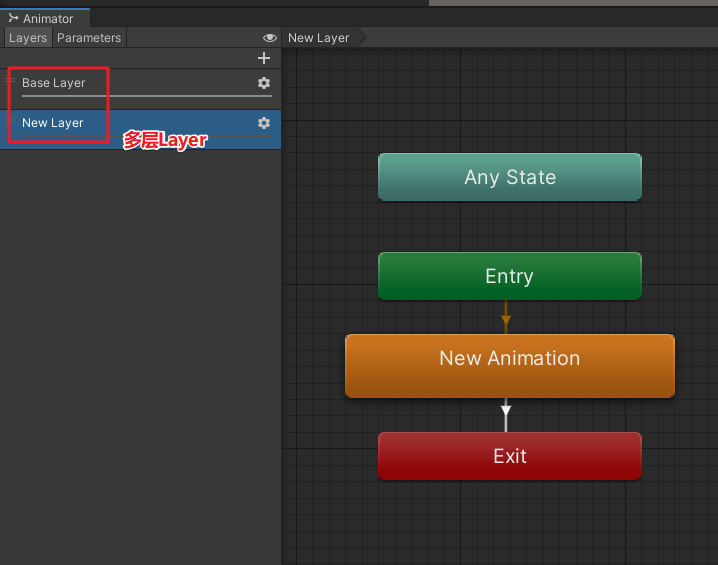 Animator
Layers Parameters
New Layer
Base Layer
New Layer
多层Layer
Any State
Entry
New Animation
Exit